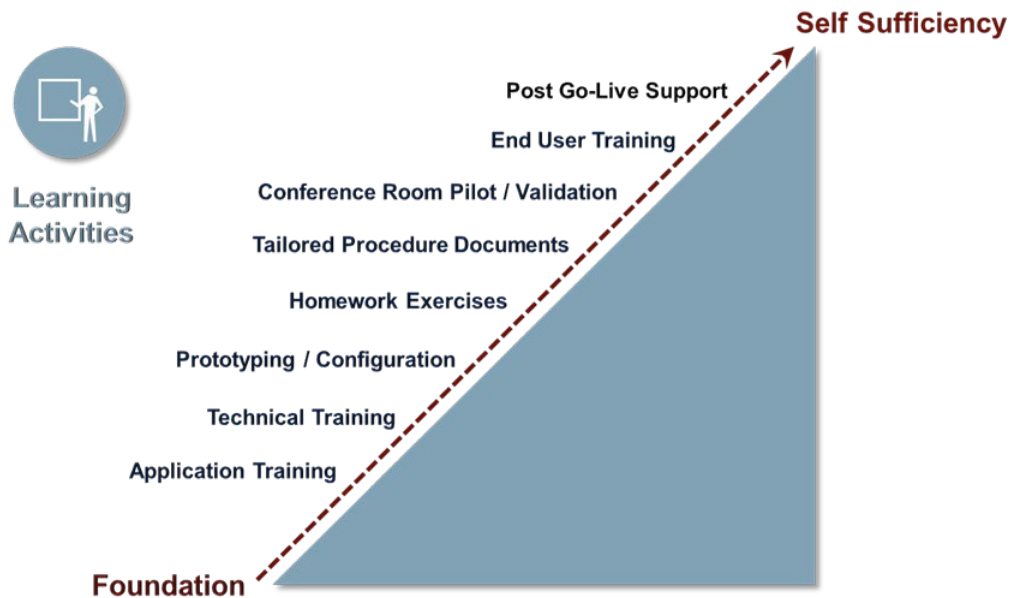 Self Sufficiency
Post Go-Live Support
End User Training
Conference Room Pilot / Validation
Tailored Procedure Documents
Homework Exercises
Prototyping / Configuration
Technical Training
Application Training
Foundation
Learning
Activities